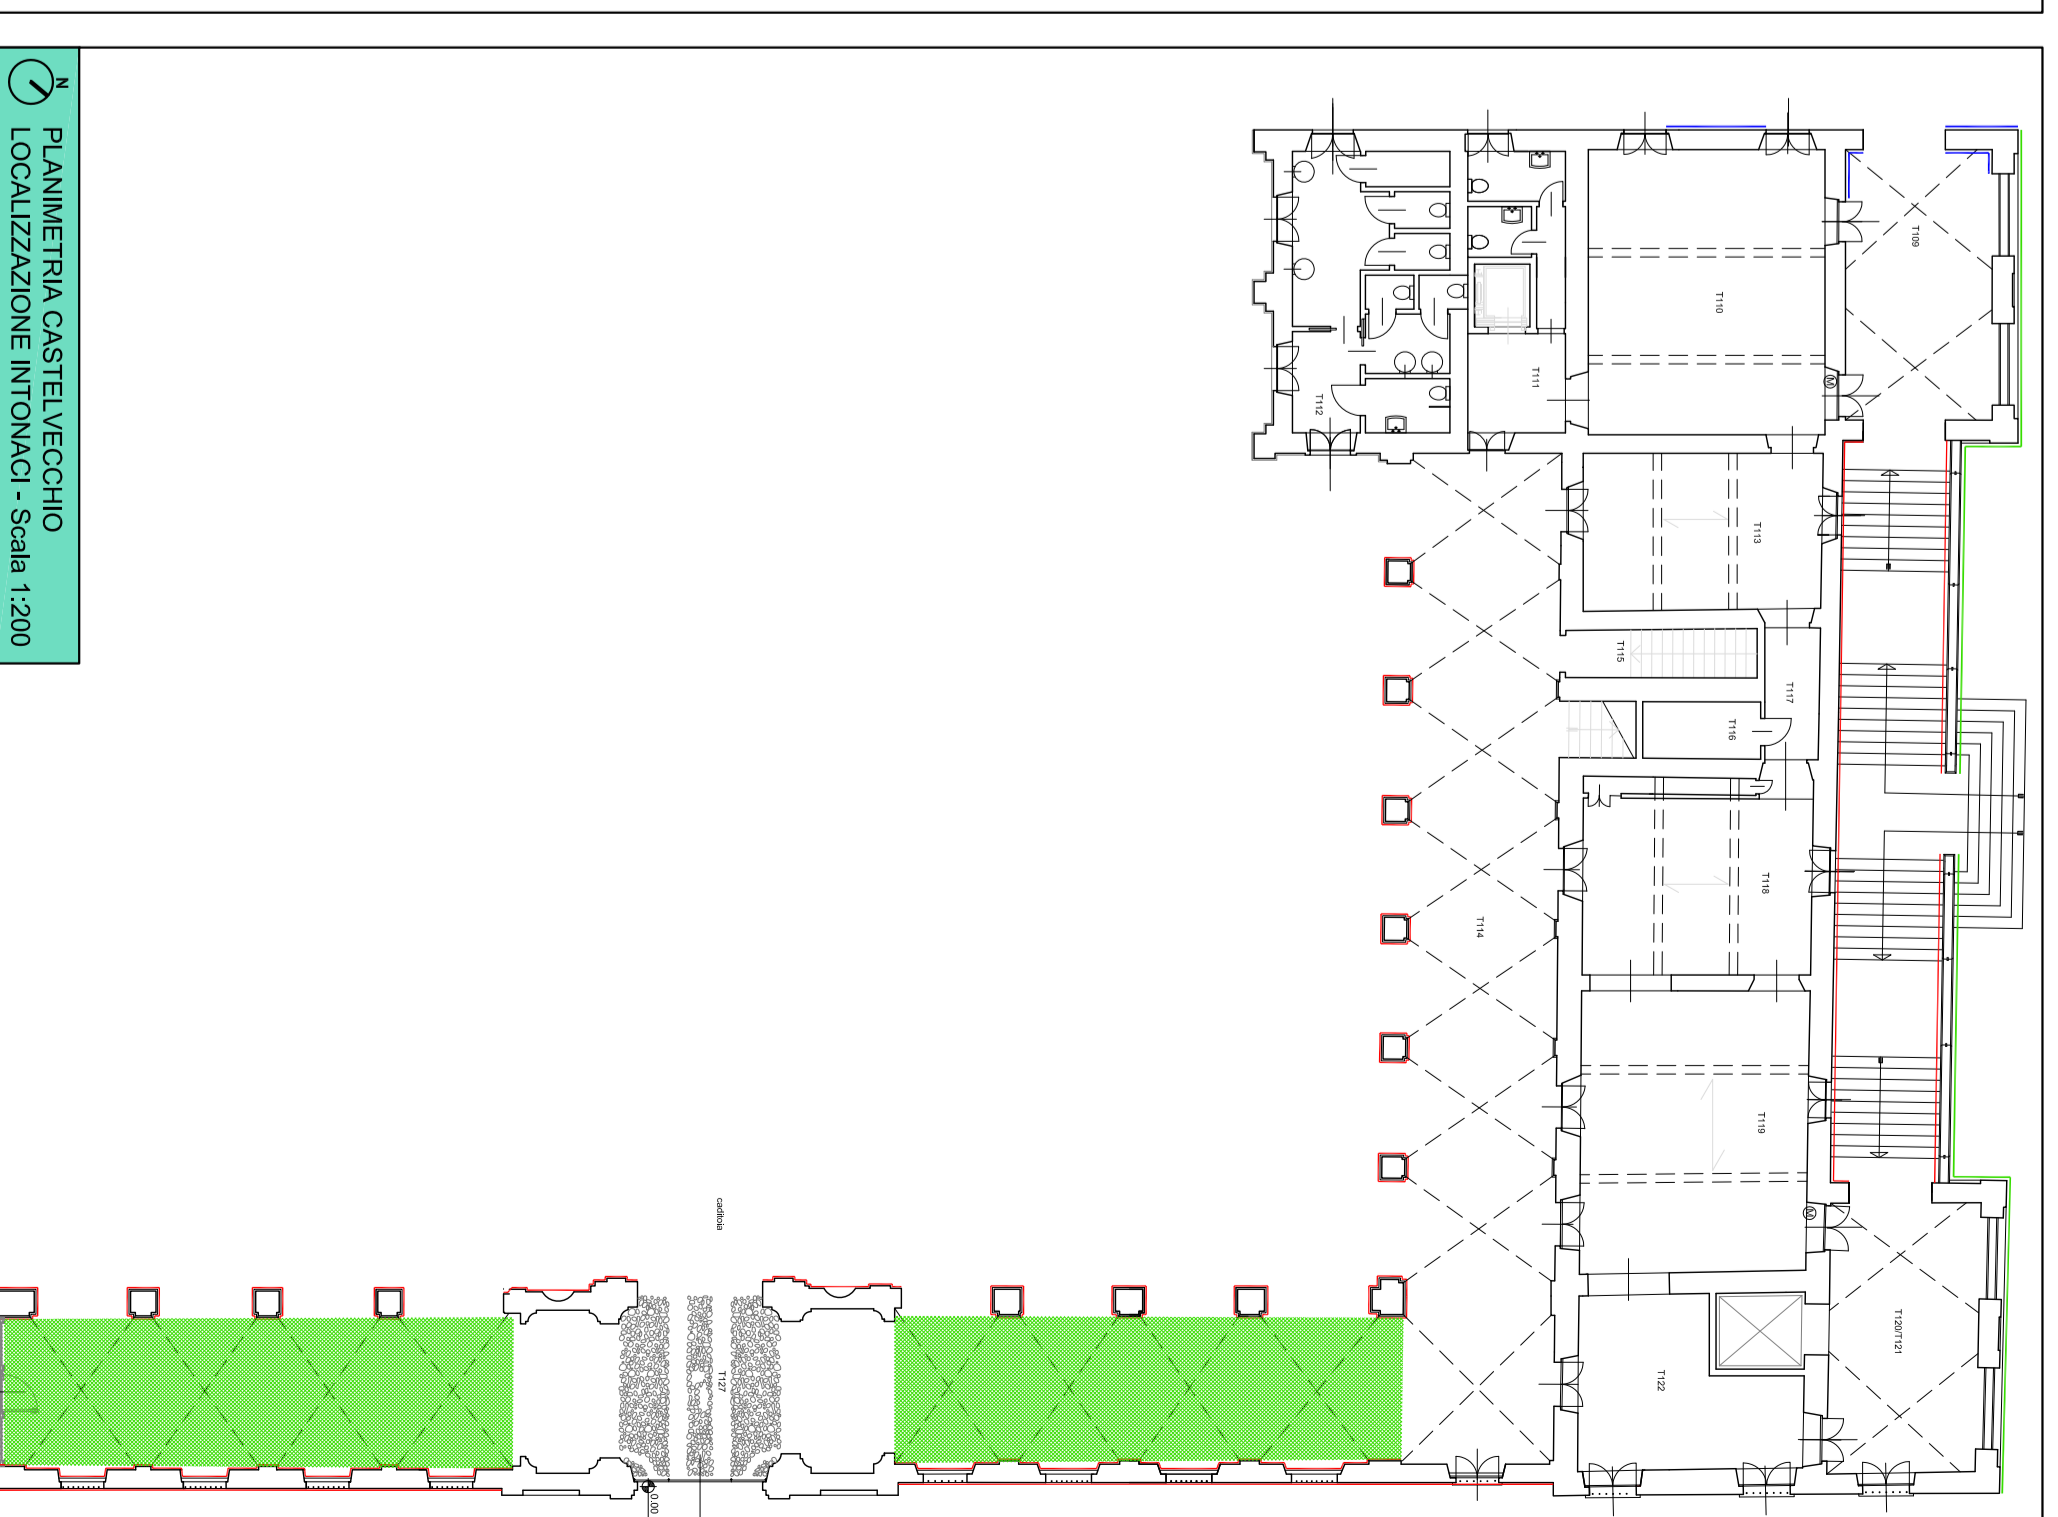 N
PLANIMETRIA CASTELVECCHIO
LOCALIZZAZIONE INTONACI - Scala 1:200
T109
T110
M
T111
T112
T113
T115
T117
T116
T118
T114
T119
M
T120/T121
T122
caditoia
T127
0.00